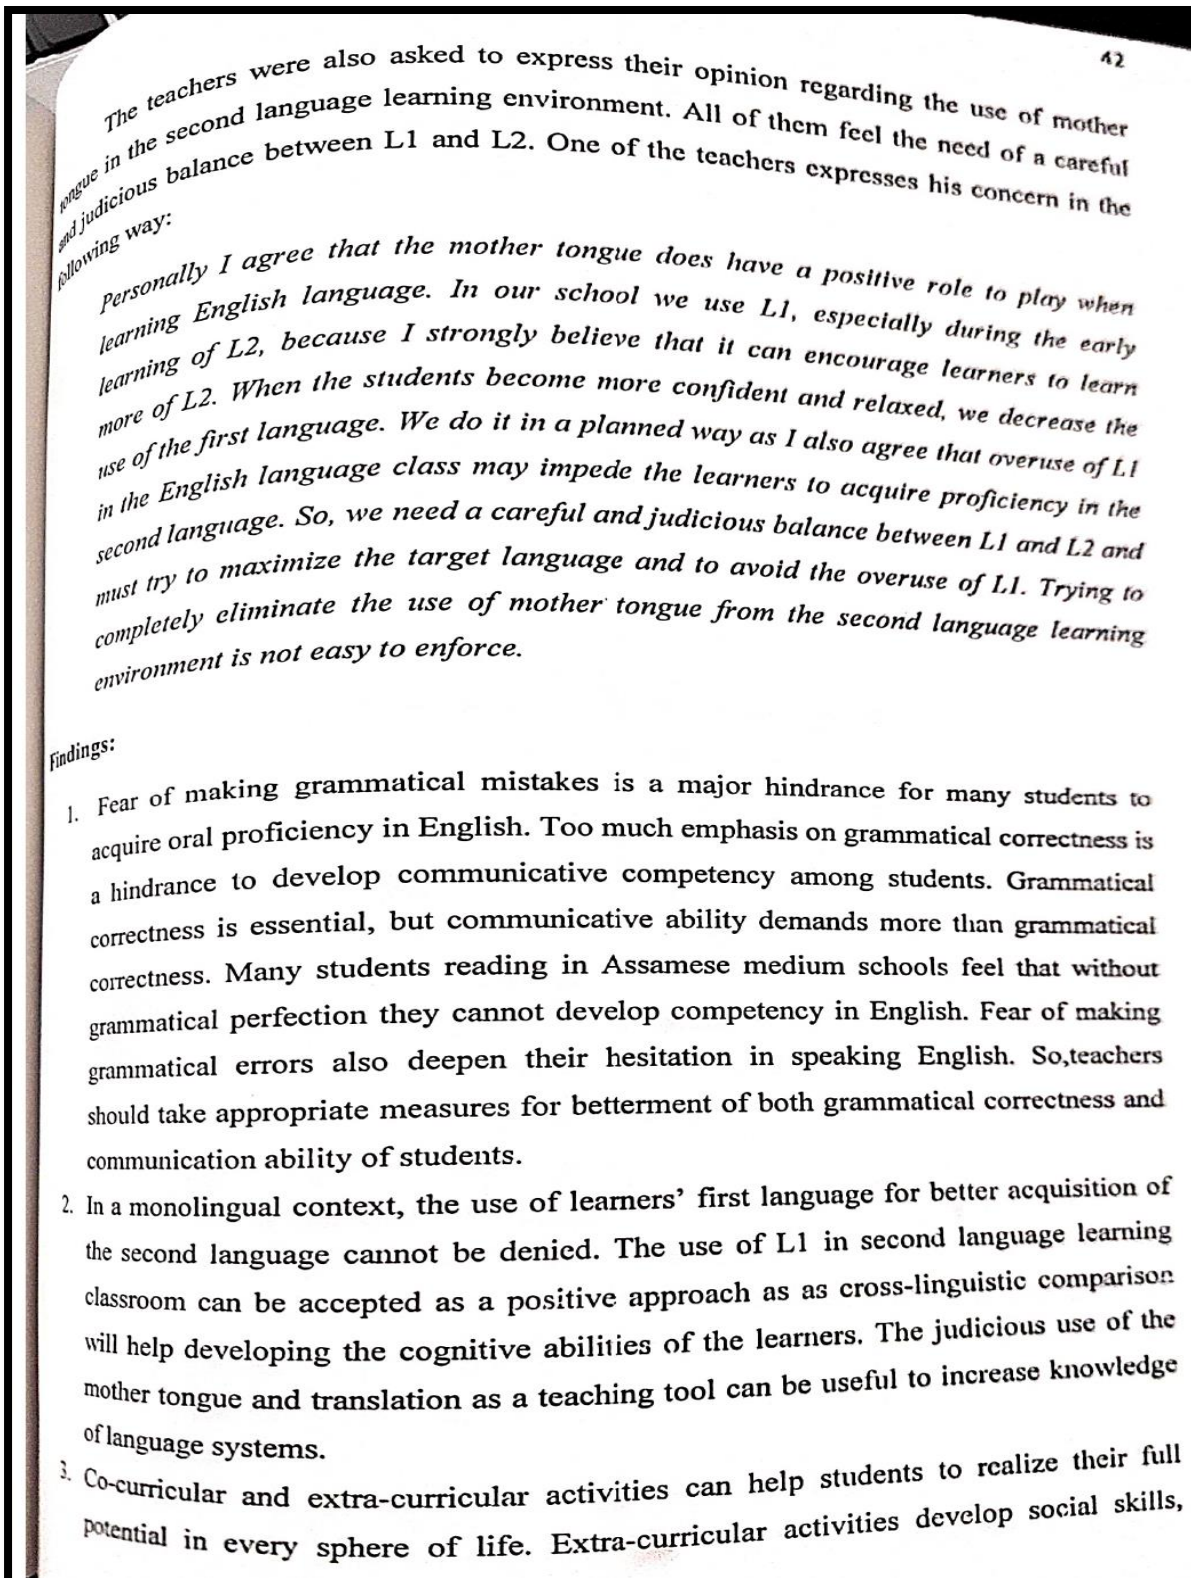 42
The teachers were also asked to express their opinion regarding the use of mother
tongue in the second language learning environment. All of them feel the need of a careful
and judicious balance between L1 and L2. One of the teachers expresses his concern in the
following way:
Personally I agree that the mother tongue does have a positive role to play when
learning English language. In our school we use L1, especially during the early
learning of L2, because I strongly believe that it can encourage learners to learn
more of L2. When the students become more confident and relaxed, we decrease the
use of the first language. We do it in a planned way as I also agree that overuse of L1
in the English language class may impede the learners to acquire proficiency in the
second language. So, we need a careful and judicious balance between L1 and L2 and
must try to maximize the target language and to avoid the overuse of L1. Trying to
completely eliminate the use of mother tongue from the second language learning
environment is not easy to enforce.
Findings:
1. Fear of making grammatical mistakes is a major hindrance for many students to
acquire oral proficiency in English. Too much emphasis on grammatical correctness is
a hindrance to develop communicative competency among students. Grammatical
correctness is essential, but communicative ability demands more than grammatical
correctness. Many students reading in Assamese medium schools feel that without
grammatical perfection they cannot develop competency in English. Fear of making
grammatical errors also deepen their hesitation in speaking English. So,teachers
should take appropriate measures for betterment of both grammatical correctness and
communication ability of students.
2. In a monolingual context, the use of learners’ first language for better acquisition of
the second language cannot be denied. The use of L1 in second language learning
classroom can be accepted as a positive approach as as cross-linguistic comparison
will help developing the cognitive abilities of the learners. The judicious use of the
mother tongue and translation as a teaching tool can be useful to increase knowledge
of language systems.
3. Co-curricular and extra-curricular activities can help students to realize their full
potential in every sphere of life. Extra-curricular activities develop social skills,